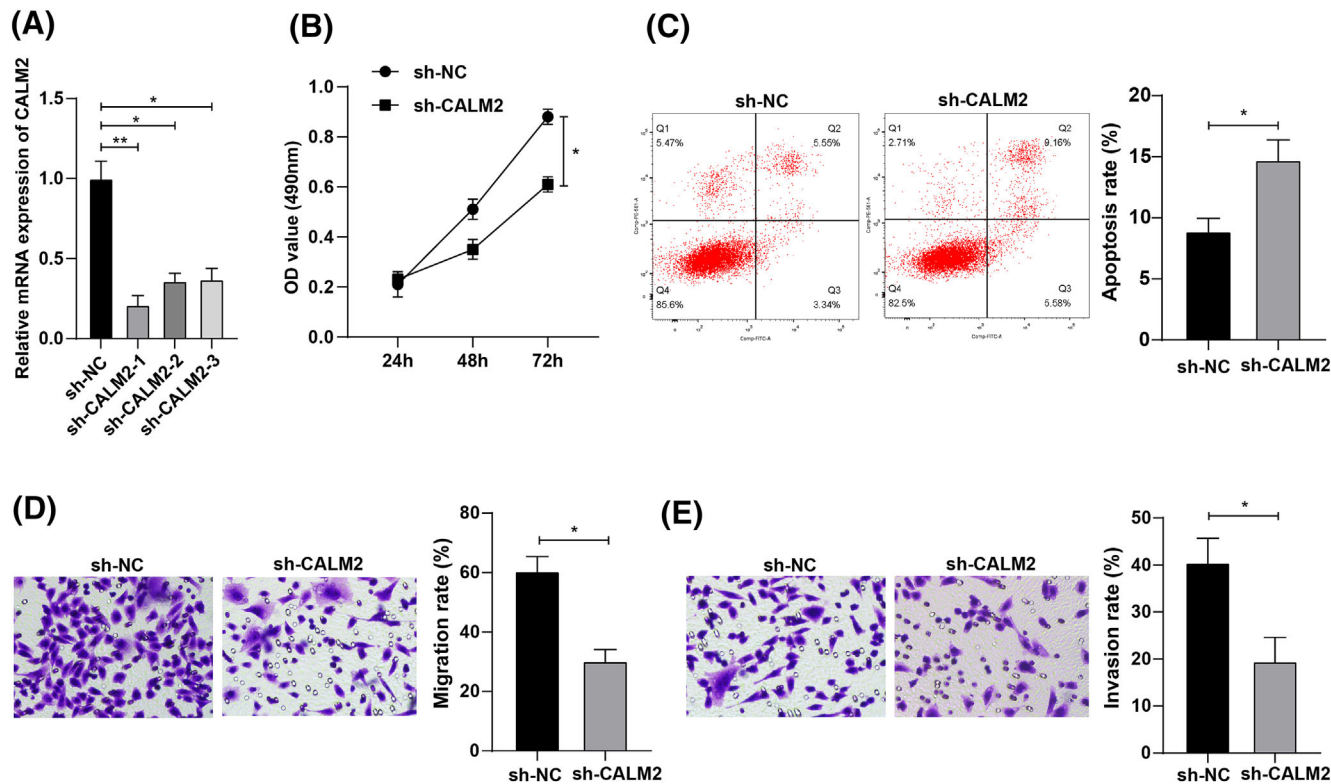 (A)
Relative mRNA expression of CALM2
1.5
1.0
0.5
0.0
*
*
**
sh-NC
sh-CALM2-1
sh-CALM2-2
sh-CALM2-3
(B)
sh-NC
sh-CALM2
OD value (490nm)
1.0
0.8
0.6
0.4
0.2
0.0
*
24h
48h
72h
(C)
sh-NC
Q1
5.47%
Q2
5.55%
Q4
85.6%
Q3
3.34%
Comp-FITC-A
sh-CALM2
Q1
2.71%
Q2
9.16%
Q4
82.5%
Q3
5.58%
Comp-FITC-A
Apoptosis rate (%)
20
15
10
5
0
*
sh-NC
sh-CALM2
(D)
sh-NC
sh-CALM2
Migration rate (%)
80
60
40
20
0
*
sh-NC
sh-CALM2
(E)
sh-NC
sh-CALM2
Invasion rate (%)
50
40
30
20
10
0
*
sh-NC
sh-CALM2